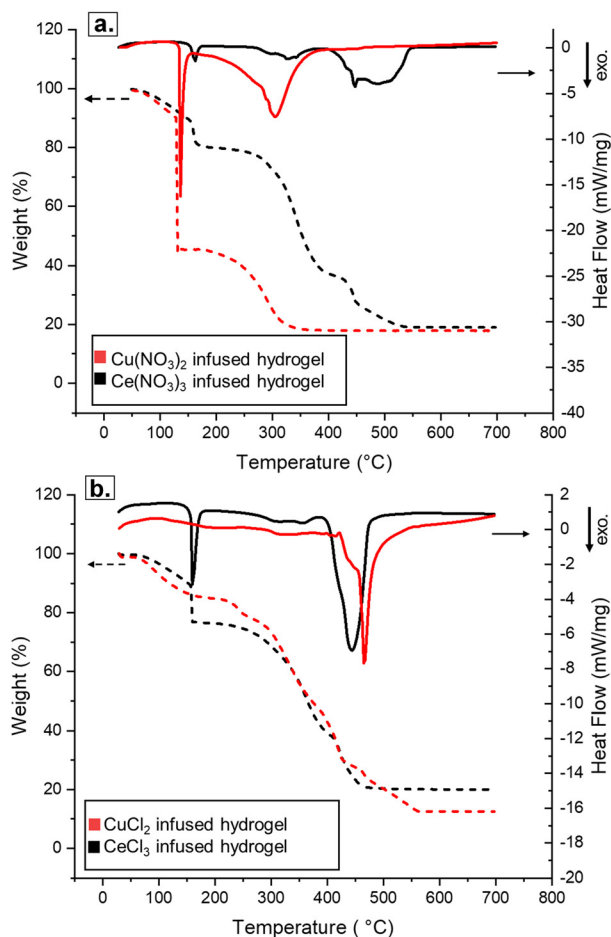 a.
exo.
120
100
80
60
40
20
0
Weight (%)
0
-5
-10
-15
-20
-25
-30
-35
-40
Heat Flow (mW/mg)
Cu(NO₃)₂ infused hydrogel
Ce(NO₃)₃ infused hydrogel
0 100 200 300 400 500 600 700 800
Temperature (°C)
b.
exo.
120
100
80
60
40
20
0
Weight (%)
2
0
-2
-4
-6
-8
-10
-12
-14
-16
-18
-20
Heat Flow (mW/mg)
CuCl₂ infused hydrogel
CeCl₃ infused hydrogel
0 100 200 300 400 500 600 700 800
Temperature ( °C)